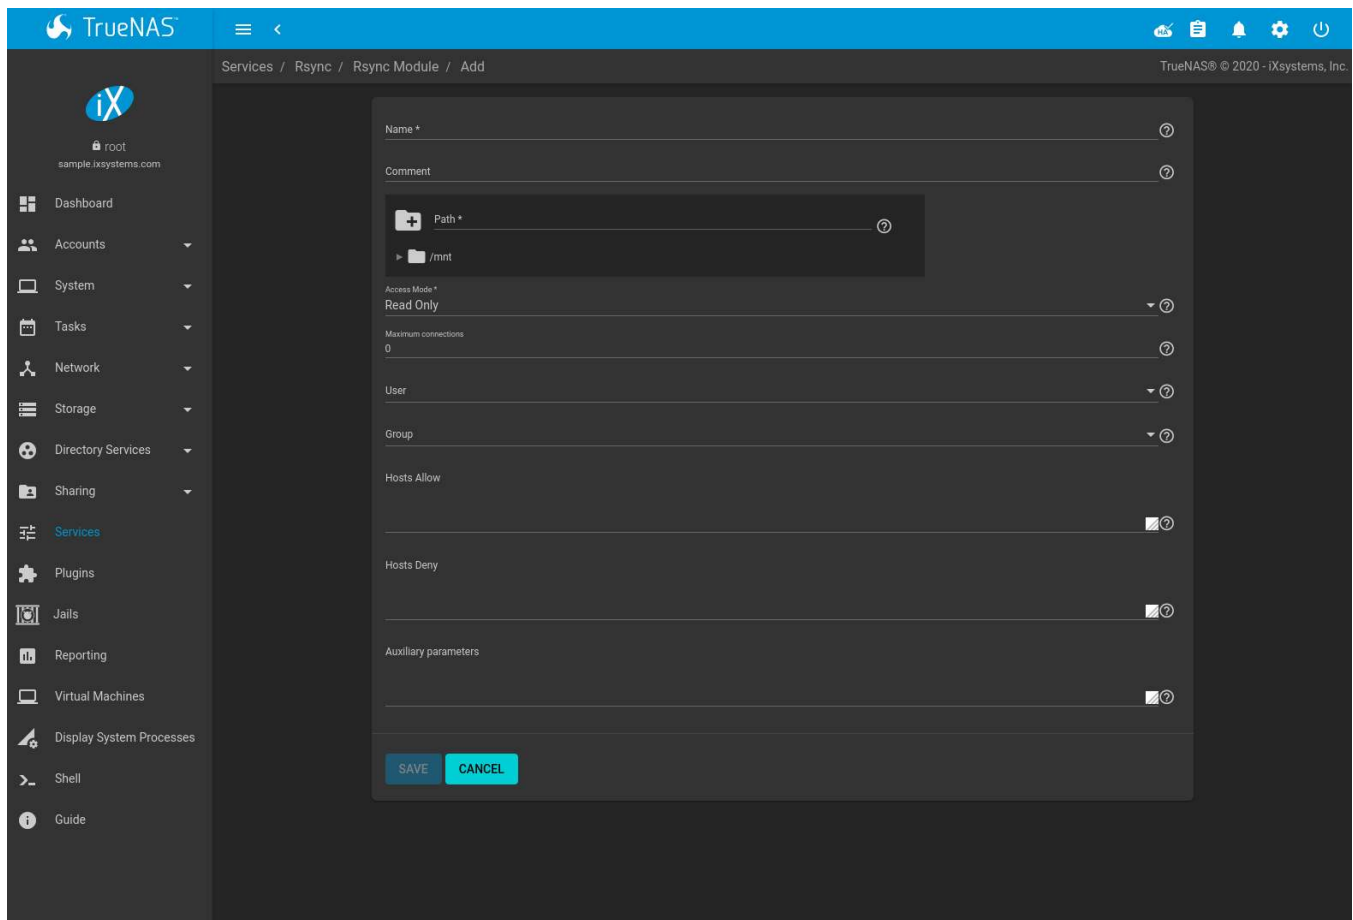 TrueNAS
HA
Services / Rsync / Rsync Module / Add
TrueNAS® © 2020 - iXsystems, Inc.
iX
root
sample.ixsystems.com
Dashboard
Accounts
System
Tasks
Network
Storage
Directory Services
Sharing
Services
Plugins
Jails
Reporting
Virtual Machines
Display System Processes
Shell
Guide
Name *
Comment
Path *
/mnt
Access Mode *
Read Only
Maximum connections
0
User
Group
Hosts Allow
Hosts Deny
Auxiliary parameters
SAVE
CANCEL